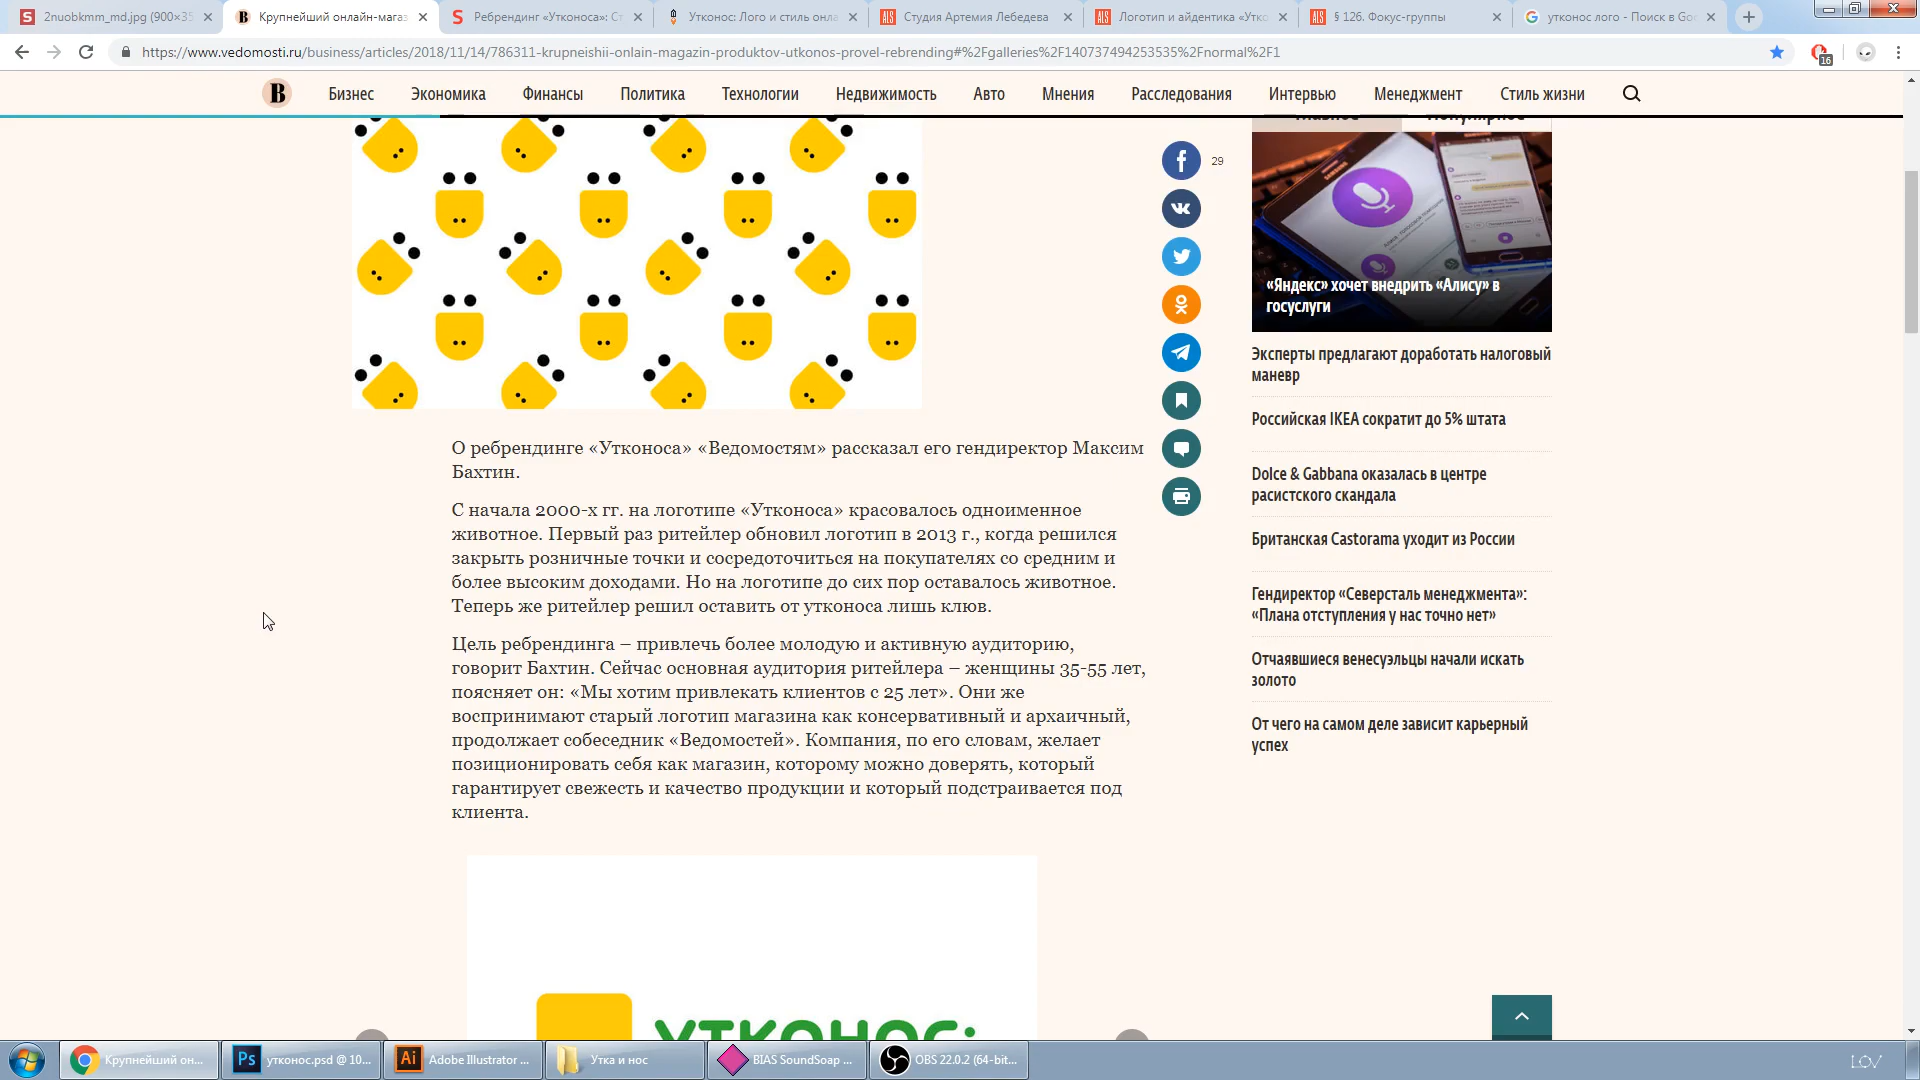 2nuobkmm_md.jpg (900×35
Крупнейший онлайн-магаз
Ребрендинг «Утконоса»: Ст
Утконос: Лого и стиль онла
Студия Артемия Лебедева
Логотип и айдентика «Утко
§ 126. Фокус-группы
утконос лого - Поиск в Goo
https://www.vedomosti.ru/business/articles/2018/11/14/786311-krupneishii-onlain-magazin-produktov-utkonos-provel-rebrending#%2Fgalleries%2F140737494253535%2Fnormal%2F1
16
В
Бизнес
Экономика
Финансы
Политика
Технологии
Недвижимость
Авто
Мнения
Расследования
Интервью
Менеджмент
Стиль жизни
Главное
Популярное
29
«Яндекс» хочет внедрить «Алису» в
госуслуги
Эксперты предлагают доработать налоговый
маневр
Российская IKEA сократит до 5% штата
Dolce & Gabbana оказалась в центре
расистского скандала
Британская Castorama уходит из России
Гендиректор «Северсталь менеджмента»:
«Плана отступления у нас точно нет»
Отчаявшиеся венесуэльцы начали искать
золото
От чего на самом деле зависит карьерный
успех
О ребрендинге «Утконоса» «Ведомостям» рассказал его гендиректор Максим
Бахтин.
С начала 2000-х гг. на логотипе «Утконоса» красовалось одноименное
животное. Первый раз ритейлер обновил логотип в 2013 г., когда решился
закрыть розничные точки и сосредоточиться на покупателях со средним и
более высоким доходами. Но на логотипе до сих пор оставалось животное.
Теперь же ритейлер решил оставить от утконоса лишь клюв.
Цель ребрендинга – привлечь более молодую и активную аудиторию,
говорит Бахтин. Сейчас основная аудитория ритейлера – женщины 35-55 лет,
поясняет он: «Мы хотим привлекать клиентов с 25 лет». Они же
воспринимают старый логотип магазина как консервативный и архаичный,
продолжает собеседник «Ведомостей». Компания, по его словам, желает
позиционировать себя как магазин, которому можно доверять, который
гарантирует свежесть и качество продукции и который подстраивается под
клиента.
утконос:
Крупнейший он...
утконос.psd @ 10...
Adobe Illustrator ...
Утка и нос
BIAS SoundSoap ...
OBS 22.0.2 (64-bit...